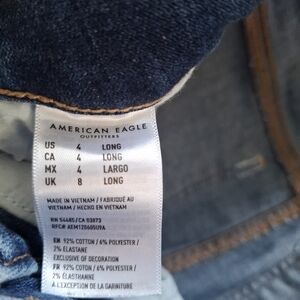 AMERICAN EAGLE
OUTFITTERS
US 4 LONG
CA 4 LONG
MX 4 LARGO
UK 8 LONG
MADE IN VIETNAM / FABRIQUÉ AU
VIETNAM / HECHO EN VIETNAM
RN 54485/CA 03873
RFC# AEM120605U9A
EN 92% COTTON / 6% POLYESTER /
2% ELASTANE
EXCLUSIVE OF DECORATION
FR 92% COTON / 6% POLYESTER /
2% ÉLASTHANNE
À L'EXCEPTION DE LA GARNITURE